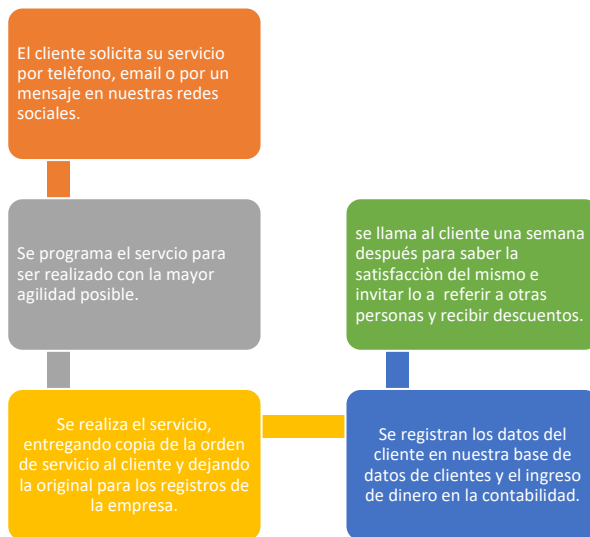 El cliente solicita su servicio
por telèfono, email o por un
mensaje en nuestras redes
sociales.
Se programa el servcio para
ser realizado con la mayor
agilidad posible.
Se realiza el servicio,
entregando copia de la orden
de servicio al cliente y dejando
la original para los registros de
la empresa.
Se registran los datos del
cliente en nuestra base de
datos de clientes y el ingreso
de dinero en la contabilidad.
se llama al cliente una semana
después para saber la
satisfacciòn del mismo e
invitar lo a  referir a otras
personas y recibir descuentos.